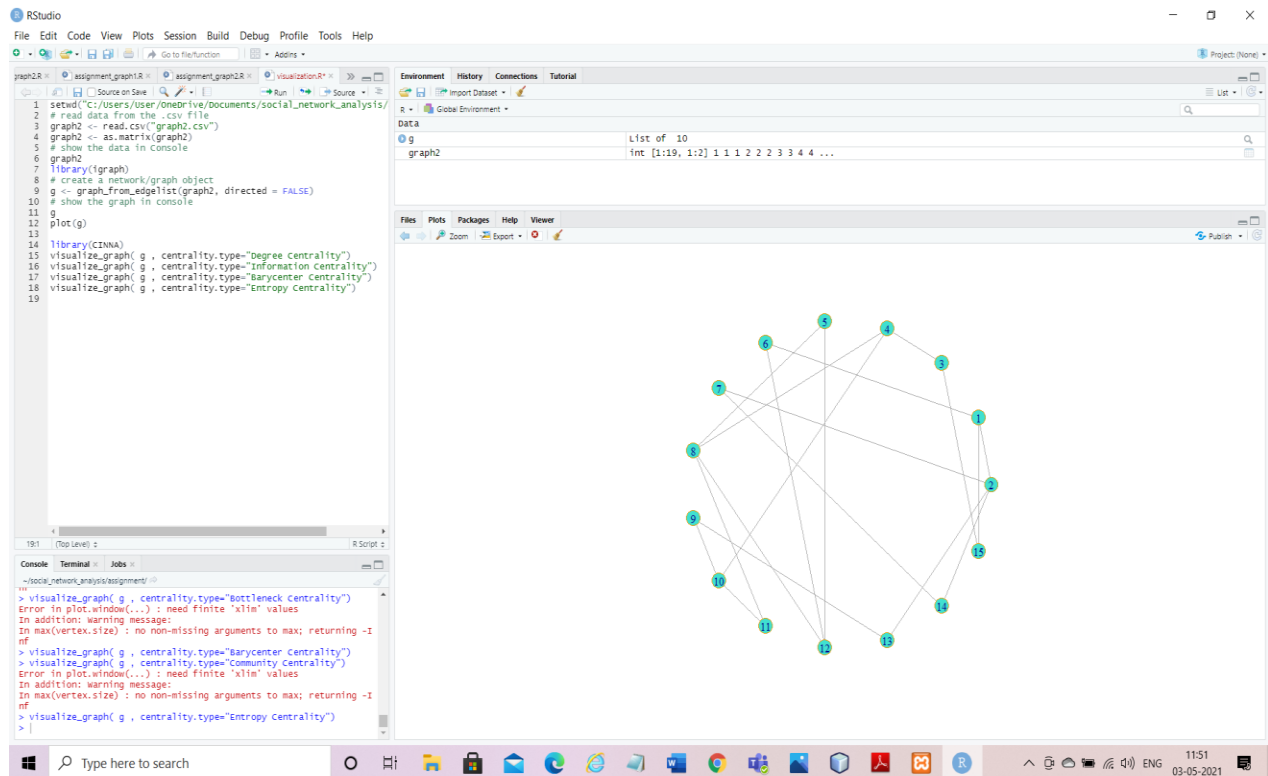 RStudio
File Edit Code View Plots Session Build Debug Profile Tools Help
Go to file/function Addins Project: (None)
graph2.R assignment_graph1.R assignment_graph2.R visualization.R*
Source on Save Run Source
1 setwd("C:/Users/User/OneDrive/Documents/social_network_analysis/
2 # read data from the .csv file
3 graph2 <- read.csv("graph2.csv")
4 graph2 <- as.matrix(graph2)
5 # show the data in Console
6 graph2
7 library(igraph)
8 # create a network/graph object
9 g <- graph_from_edgelist(graph2, directed = FALSE)
10 # show the graph in console
11 g
12 plot(g)
13
14 library(CINNA)
15 visualize_graph( g , centrality.type="Degree Centrality")
16 visualize_graph( g , centrality.type="Information Centrality")
17 visualize_graph( g , centrality.type="Barycenter Centrality")
18 visualize_graph( g , centrality.type="Entropy Centrality")
19
19:1 (Top Level) R Script
Console Terminal Jobs
~/social_network_analysis/assignment/
nf
> visualize_graph( g , centrality.type="Bottleneck Centrality")
Error in plot.window(...) : need finite 'xlim' values
In addition: Warning message:
In max(vertex.size) : no non-missing arguments to max; returning -I
nf
> visualize_graph( g , centrality.type="Barycenter Centrality")
> visualize_graph( g , centrality.type="Community Centrality")
Error in plot.window(...) : need finite 'xlim' values
In addition: Warning message:
In max(vertex.size) : no non-missing arguments to max; returning -I
nf
> visualize_graph( g , centrality.type="Entropy Centrality")
>
Environment History Connections Tutorial
Import Dataset List
R Global Environment
Data
g List of 10
graph2 int [1:19, 1:2] 1 1 1 2 2 2 3 3 4 4 ...
Files Plots Packages Help Viewer
Zoom Export Publish
5
4
6
3
7
1
8
2
9
15
10
14
11
13
12
Type here to search
ENG
11:51
03-05-2021